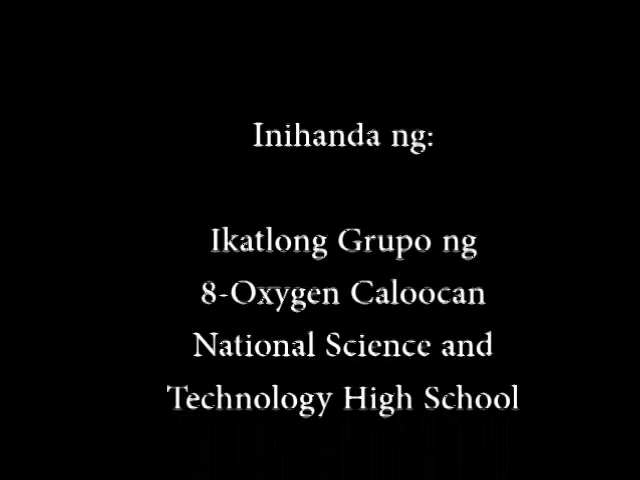 Inihanda ng:
Ikatlong Grupo ng
8-Oxygen Caloocan
National Science and
Technology High School